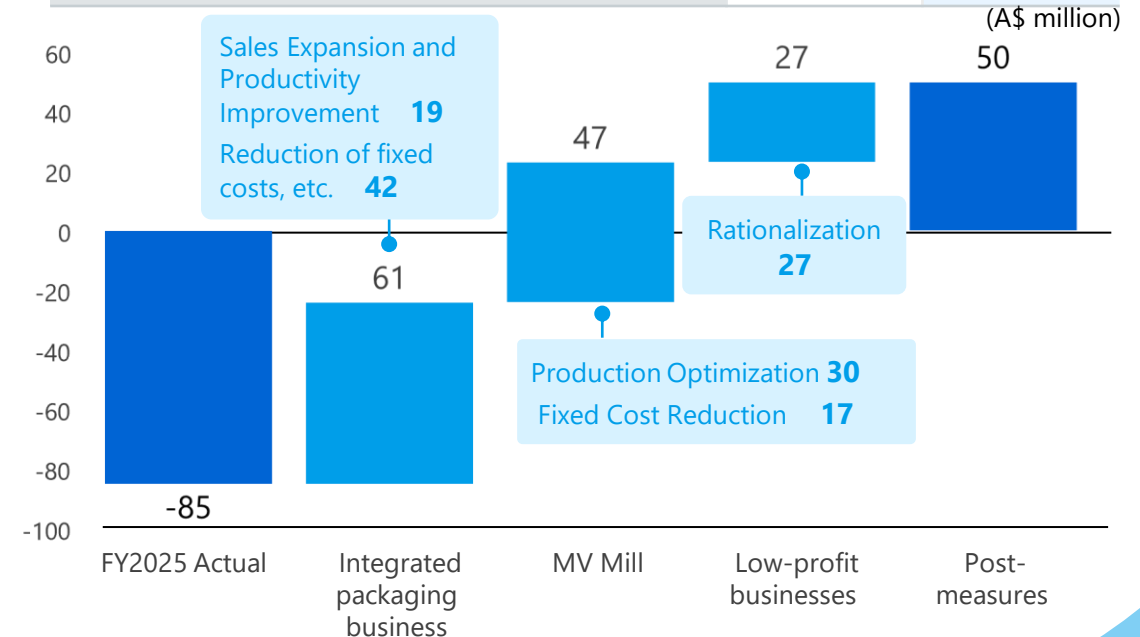 (A$ million)
60
40
20
0
-20
-40
-60
-80
-100
Sales Expansion and
Productivity
Improvement 19
Reduction of fixed
costs, etc. 42
61
47
27
50
-85
Rationalization
27
Production Optimization 30
Fixed Cost Reduction 17
FY2025 Actual
Integrated
packaging
business
MV Mill
Low-profit
businesses
Post-
measures